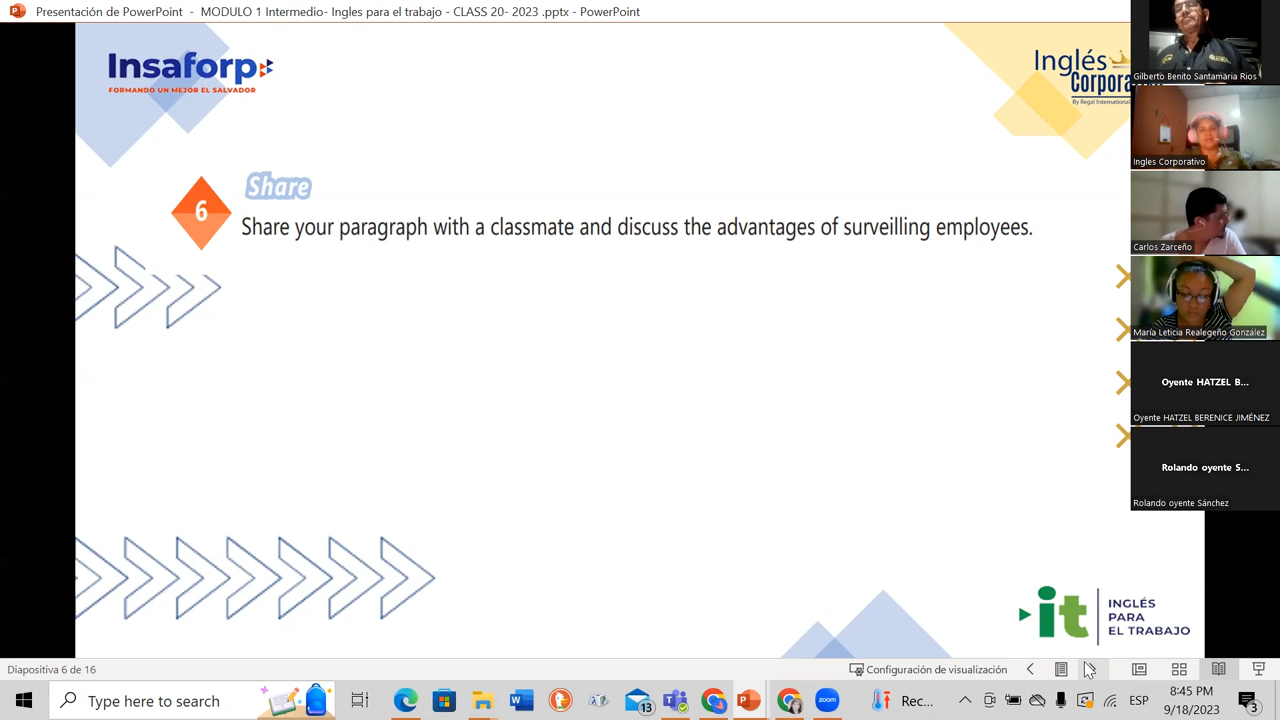 Presentación de PowerPoint - MODULO 1 Intermedio- Ingles para el trabajo - CLASS 20- 2023 .pptx - PowerPoint
Insaforp
FORMANDO UN MEJOR EL SALVADOR
Inglés
By Regal International
Gilberto Benito Santamaria Rios
Ingles Corporativo
Carlos Zarceño
María Leticia Realegeño González
Oyente HATZEL B...
Oyente HATZEL BERENICE JIMÉNEZ
Rolando oyente S...
Rolando oyente Sánchez
Share
6
Share your paragraph with a classmate and discuss the advantages of surveilling employees.
it
INGLÉS
PARA
EL TRABAJO
Diapositiva 6 de 16
Configuración de visualización
Type here to search
13
Rec...
ESP
8:45 PM
9/18/2023
3